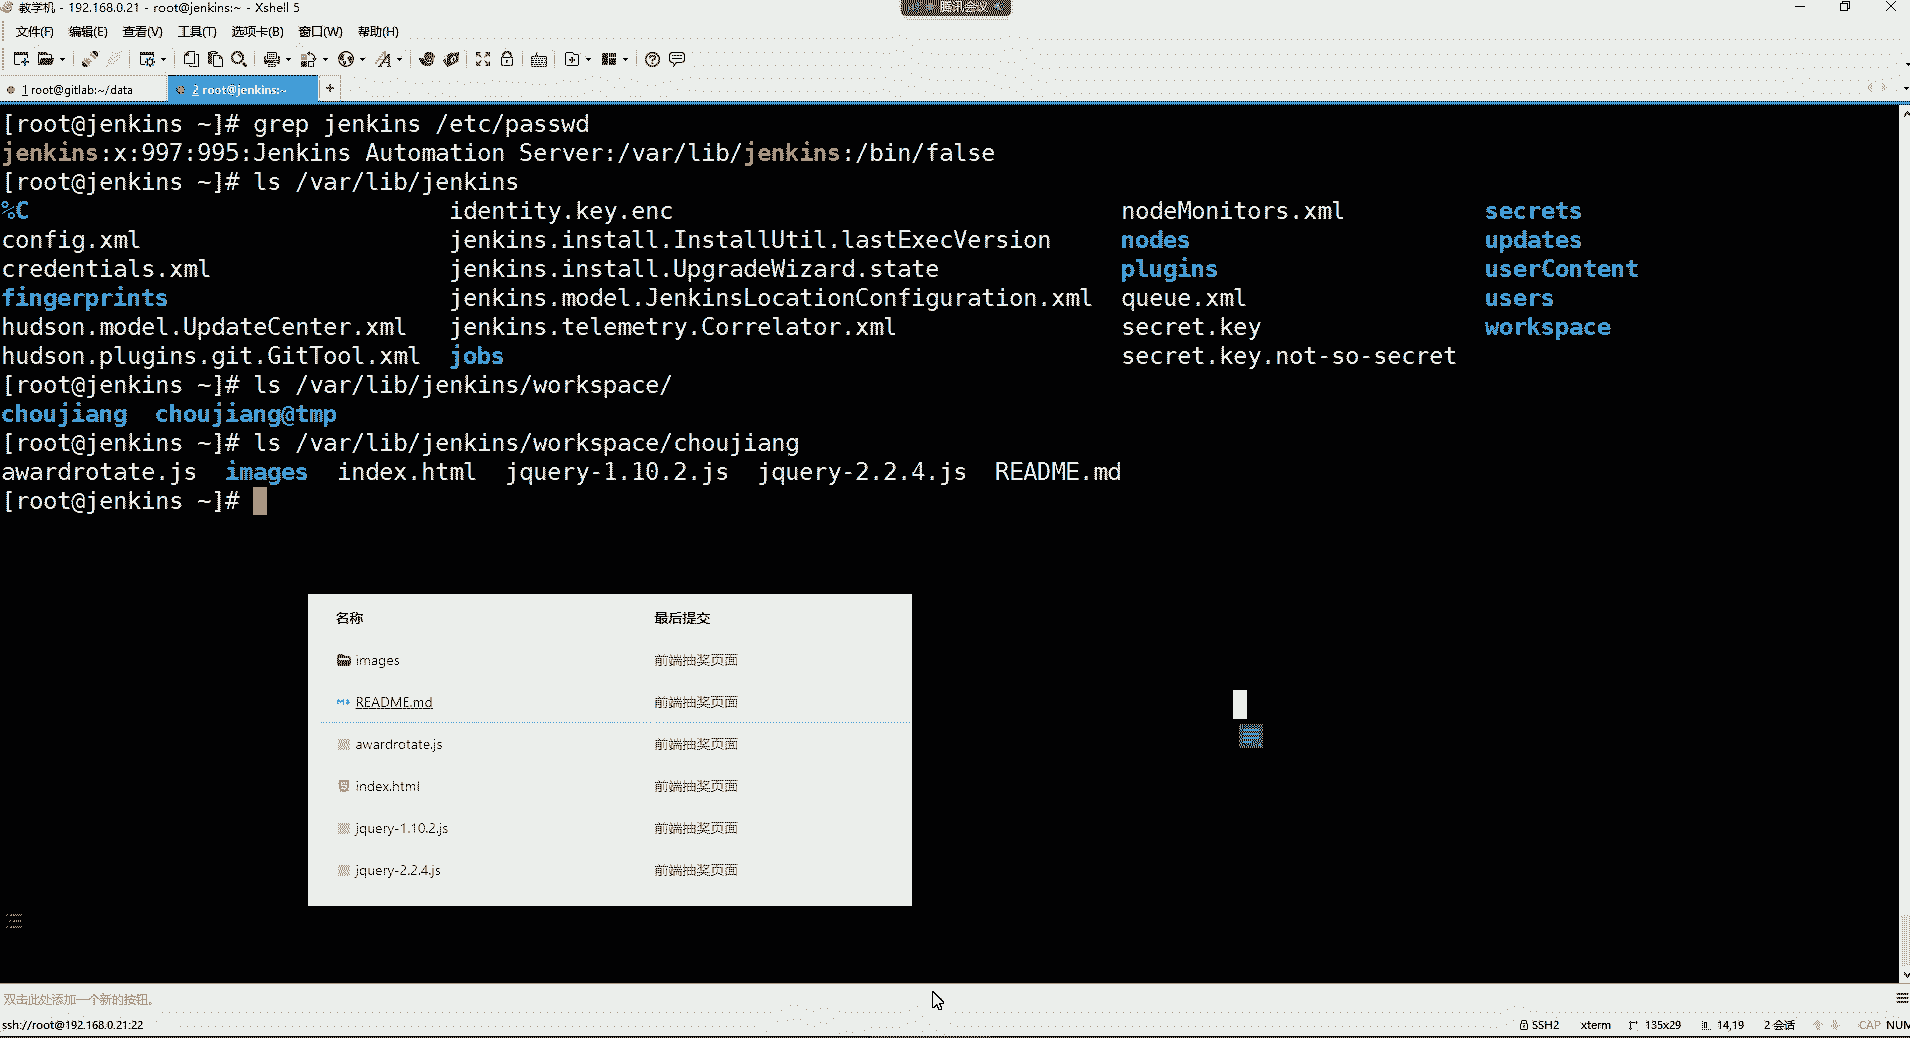 教学机 - 192.168.0.21 - root@jenkins:~ - Xshell 5
腾讯会议
文件(F) 编辑(E) 查看(V) 工具(T) 选项卡(B) 窗口(W) 帮助(H)
1 root@gitlab:~/data 2 root@jenkins:~ +
[root@jenkins ~]# grep jenkins /etc/passwd
jenkins:x:997:995:Jenkins Automation Server:/var/lib/jenkins:/bin/false
[root@jenkins ~]# ls /var/lib/jenkins
%C identity.key.enc nodeMonitors.xml secrets
config.xml jenkins.install.InstallUtil.lastExecVersion nodes updates
credentials.xml jenkins.install.UpgradeWizard.state plugins userContent
fingerprints jenkins.model.JenkinsLocationConfiguration.xml queue.xml users
hudson.model.UpdateCenter.xml jenkins.telemetry.Correlator.xml secret.key workspace
hudson.plugins.git.GitTool.xml jobs secret.key.not-so-secret
[root@jenkins ~]# ls /var/lib/jenkins/workspace/
choujiang choujiang@tmp
[root@jenkins ~]# ls /var/lib/jenkins/workspace/choujiang
awardrotate.js images index.html jquery-1.10.2.js jquery-2.2.4.js README.md
[root@jenkins ~]#
名称 最后提交
images 前端抽奖页面
README.md 前端抽奖页面
awardrotate.js 前端抽奖页面
index.html 前端抽奖页面
jquery-1.10.2.js 前端抽奖页面
jquery-2.2.4.js 前端抽奖页面
双击此处添加一个新的按钮。
ssh://root@192.168.0.21:22 SSH2 xterm 135x29 14,19 2 会话 CAP NUM